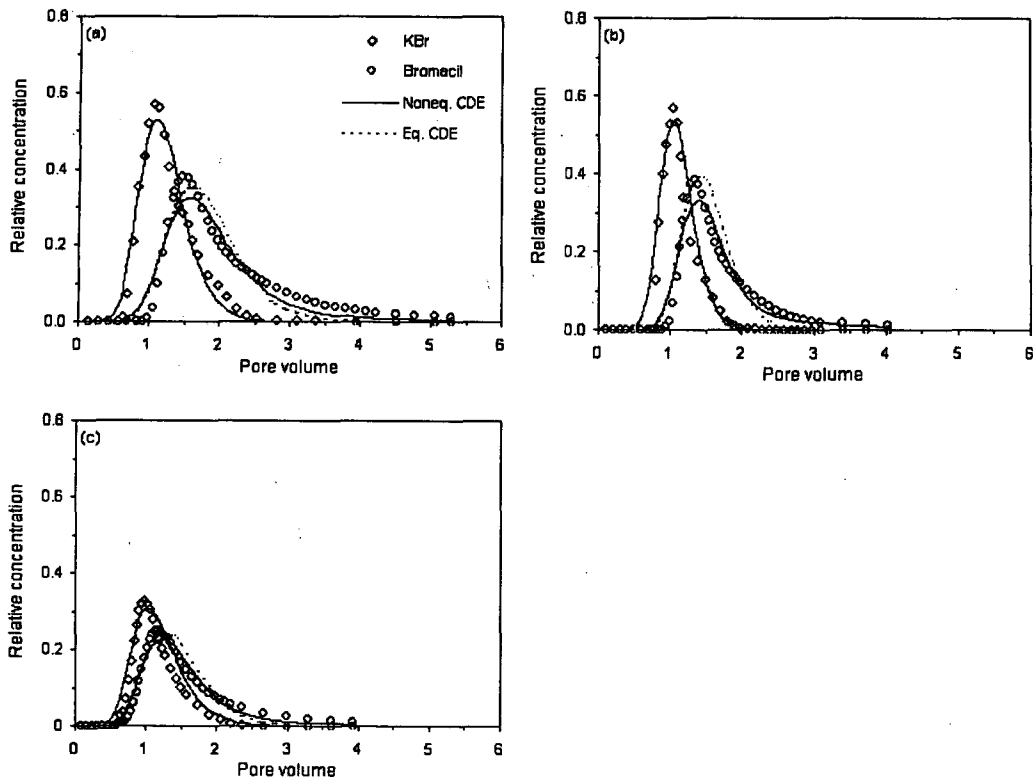 (a)
KBr
Bromacil
Noneq. CDE
Eq. CDE
Relative concentration
0.8
0.6
0.4
0.2
0.0
0 1 2 3 4 5 6
Pore volume
(b)
Relative concentration
0.8
0.6
0.4
0.2
0.0
0 1 2 3 4 5 6
Pore volume
(c)
Relative concentration
0.8
0.6
0.4
0.2
0
0 1 2 3 4 5 6
Pore volume